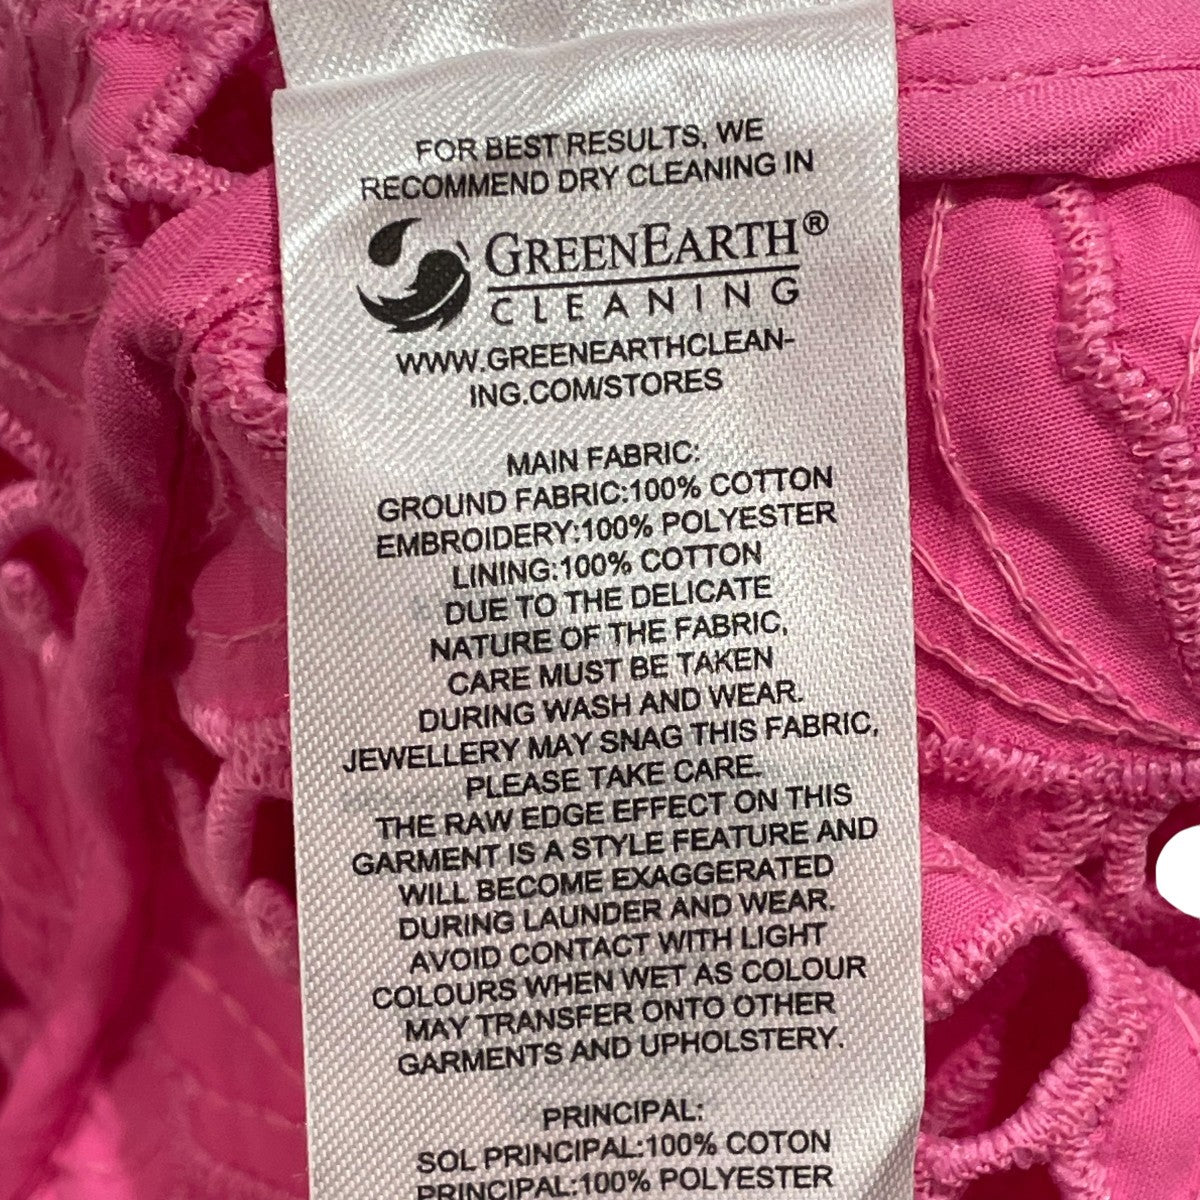 FOR BEST RESULTS, WE
RECOMMEND DRY CLEANING IN
GREENEARTH®
CLEANING
WWW.GREENEARTHCLEAN-
ING.COM/STORES
MAIN FABRIC:
GROUND FABRIC:100% COTTON
EMBROIDERY:100% POLYESTER
LINING:100% COTTON
DUE TO THE DELICATE
NATURE OF THE FABRIC,
CARE MUST BE TAKEN
DURING WASH AND WEAR.
JEWELLERY MAY SNAG THIS FABRIC,
PLEASE TAKE CARE.
THE RAW EDGE EFFECT ON THIS
GARMENT IS A STYLE FEATURE AND
WILL BECOME EXAGGERATED
DURING LAUNDER AND WEAR.
AVOID CONTACT WITH LIGHT
COLOURS WHEN WET AS COLOUR
MAY TRANSFER ONTO OTHER
GARMENTS AND UPHOLSTERY.
PRINCIPAL:
SOL PRINCIPAL:100% COTON
PRINCIPAL:100% POLYESTER